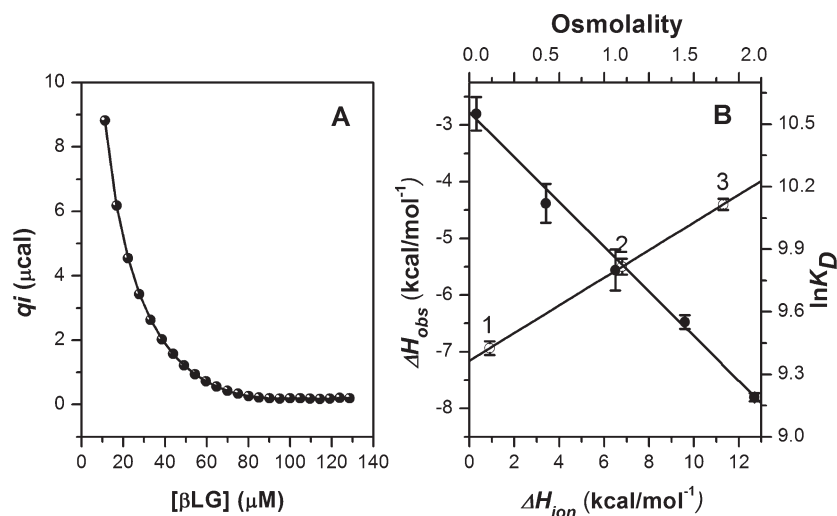 Osmolality
0.0 0.5 1.0 1.5 2.0
10
8
6
4
2
0
qi (μcal)
A
0 20 40 60 80 100 120 140
[βLG] (μM)
-3
-4
-5
-6
-7
-8
ΔH_obs (kcal/mol⁻¹)
B
1
2
3
10.5
10.2
9.9
9.6
9.3
9.0
lnK_D
0 2 4 6 8 10 12
ΔH_ion (kcal/mol⁻¹)